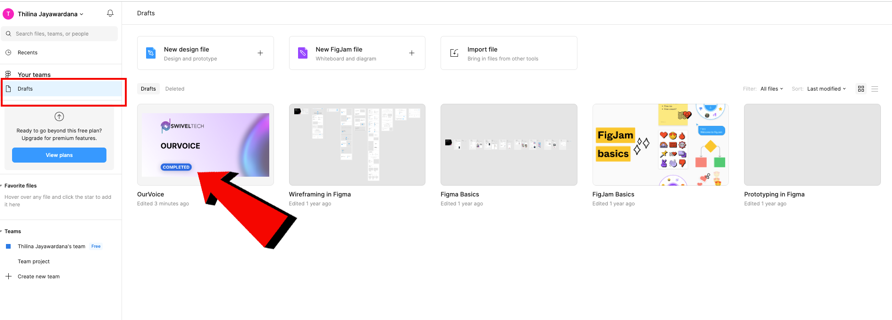 T Thilina Jayawardana
Search files, teams, or people
Recents
Your teams
Drafts
Ready to go beyond this free plan?
Upgrade for premium features.
View plans
Favorite files
Hover over any file and click the star to add
it here
Teams
Thilina Jayawardana's team Free
Team project
Create new team
Drafts
New design file
Design and prototype
New FigJam file
Whiteboard and diagram
Import file
Bring in files from other tools
Drafts Deleted
Filter: All files Sort: Last modified
SWIVELTECH
OURVOICE
COMPLETED
OurVoice
Edited 3 minutes ago
Wireframing in Figma
Edited 1 year ago
Figma Basics
Edited 1 year ago
FigJam
basics
FigJam Basics
Edited 1 year ago
Prototyping in Figma
Edited 1 year ago